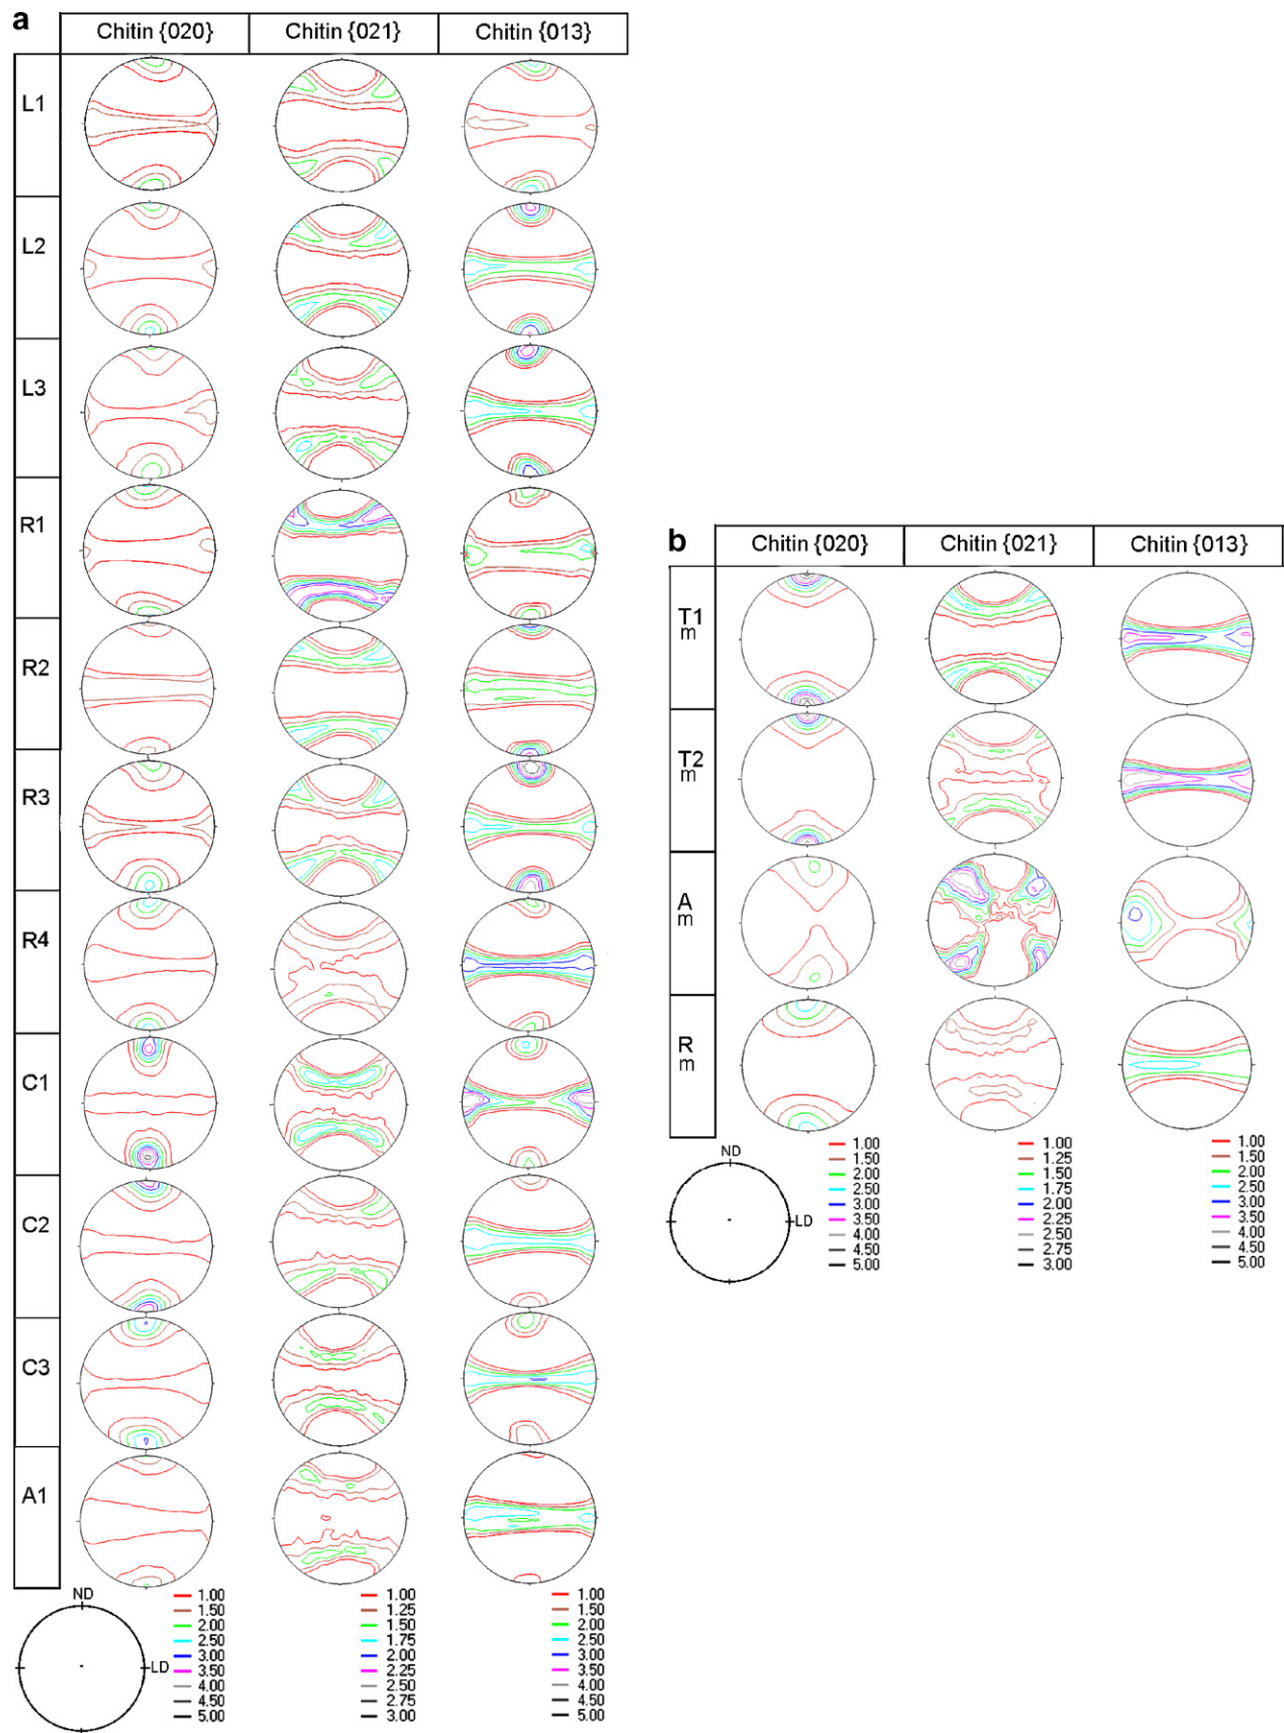 a
Chitin {020} Chitin {021} Chitin {013}
L1
L2
L3
R1
R2
R3
R4
C1
C2
C3
A1
ND
LD
1.00 1.00 1.00
1.50 1.25 1.50
2.00 1.50 2.00
2.50 1.75 2.50
3.00 2.00 3.00
3.50 2.25 3.50
4.00 2.50 4.00
4.50 2.75 4.50
5.00 3.00 5.00
b
Chitin {020} Chitin {021} Chitin {013}
T1
m
T2
m
A
m
R
m
ND
LD
1.00 1.00 1.00
1.50 1.25 1.50
2.00 1.50 2.00
2.50 1.75 2.50
3.00 2.00 3.00
3.50 2.25 3.50
4.00 2.50 4.00
4.50 2.75 4.50
5.00 3.00 5.00